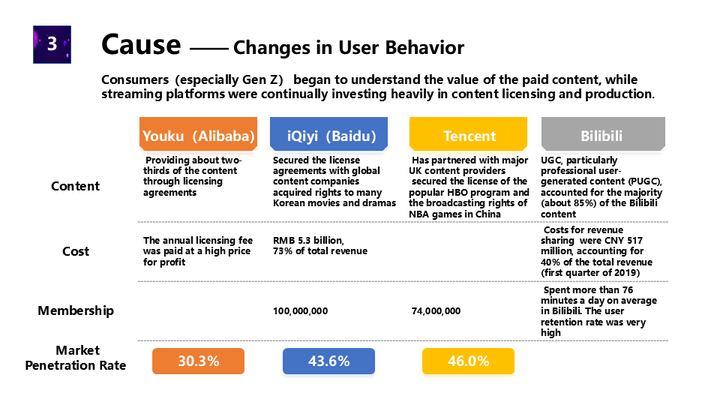 3
Cause —— Changes in User Behavior
Consumers（especially Gen Z） began to understand the value of the paid content, while
streaming platforms were continually investing heavily in content licensing and production.
Youku（Alibaba）
iQiyi（Baidu）
Tencent
Bilibili
Content
Providing about two-
thirds of the content
through licensing
agreements
Secured the license
agreements with global
content companies
acquired rights to many
Korean movies and dramas
Has partnered with major
UK content providers
secured the license of the
popular HBO program and
the broadcasting rights of
NBA games in China
UGC, particularly
professional user-
generated content (PUGC),
accounted for the majority
(about 85%) of the Bilibili
content
Cost
The annual licensing fee
was paid at a high price
for profit
RMB 5.3 billion,
73% of total revenue
Costs for revenue
sharing were CNY 517
million, accounting for
40% of the total revenue
(first quarter of 2019)
Membership
100,000,000
74,000,000
Spent more than 76
minutes a day on average
in Bilibili. The user
retention rate was very
high
Market
Penetration Rate
30.3%
43.6%
46.0%